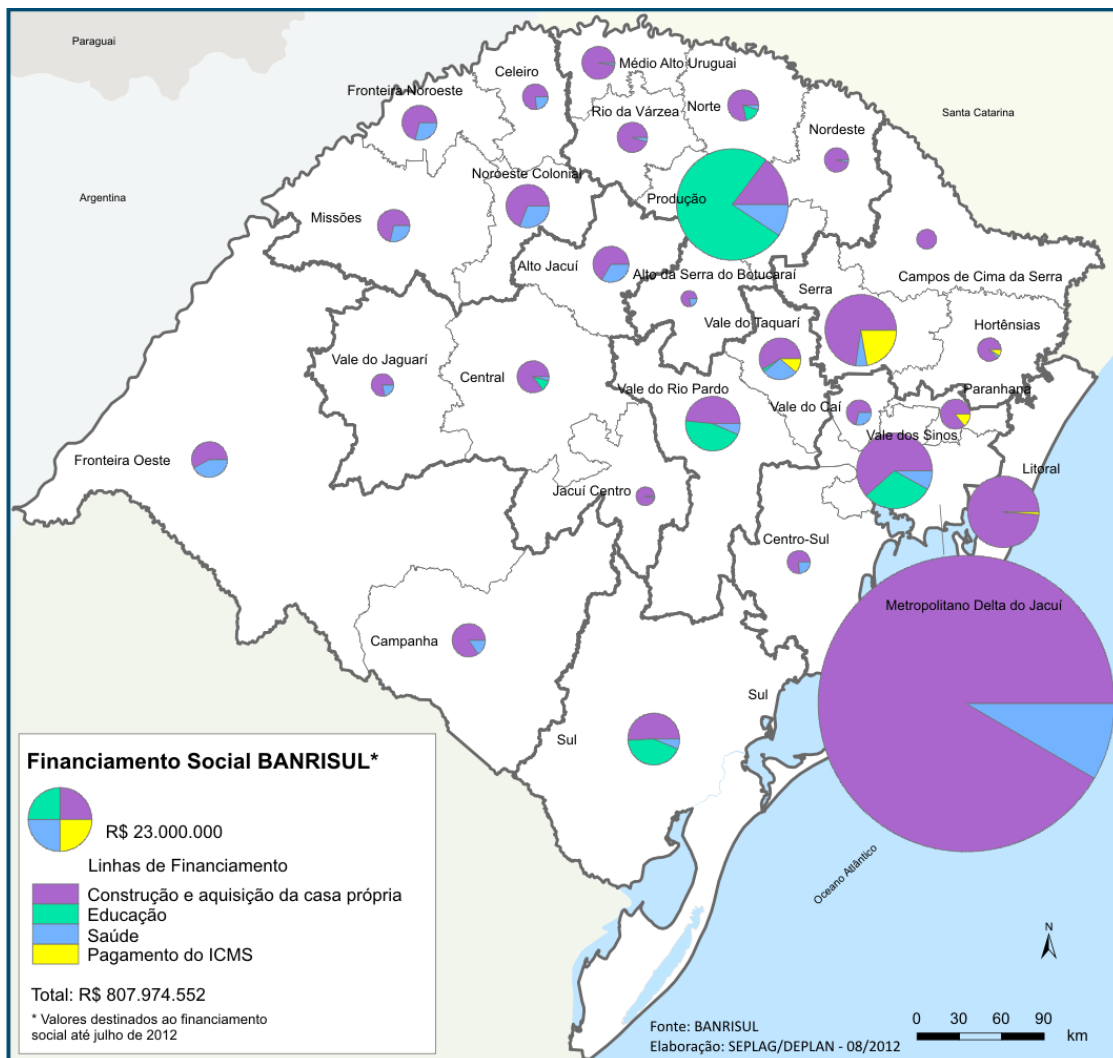 Paraguai
Argentina
Santa Catarina
Médio Alto Uruguai
Celeiro
Fronteira Noroeste
Rio da Várzea
Norte
Nordeste
Noroeste Colonial
Produção
Missões
Alto Jacuí
Alto da Serra do Botucaraí
Serra
Campos de Cima da Serra
Vale do Taquarí
Hortênsias
Vale do Jaguarí
Central
Vale do Rio Pardo
Vale do Caí
Paranhana
Vale dos Sinos
Fronteira Oeste
Litoral
Jacuí Centro
Centro-Sul
Metropolitano Delta do Jacuí
Campanha
Sul
Sul
Oceano Atlântico
Financiamento Social BANRISUL*
R$ 23.000.000
Linhas de Financiamento
Construção e aquisição da casa própria
Educação
Saúde
Pagamento do ICMS
Total: R$ 807.974.552
* Valores destinados ao financiamento
social até julho de 2012
Fonte: BANRISUL
Elaboração: SEPLAG/DEPLAN - 08/2012
N
0 30 60 90
km